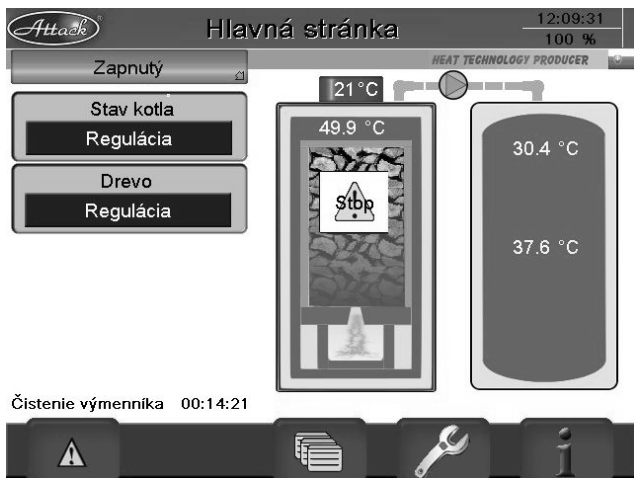 Attack
Hlavná stránka
12:09:31
100 %
HEAT TECHNOLOGY PRODUCER
Zapnutý
21°C
Stav kotla
Regulácia
49.9 °C
30.4 °C
Drevo
Regulácia
Stop
37.6 °C
Čistenie výmenníka 00:14:21